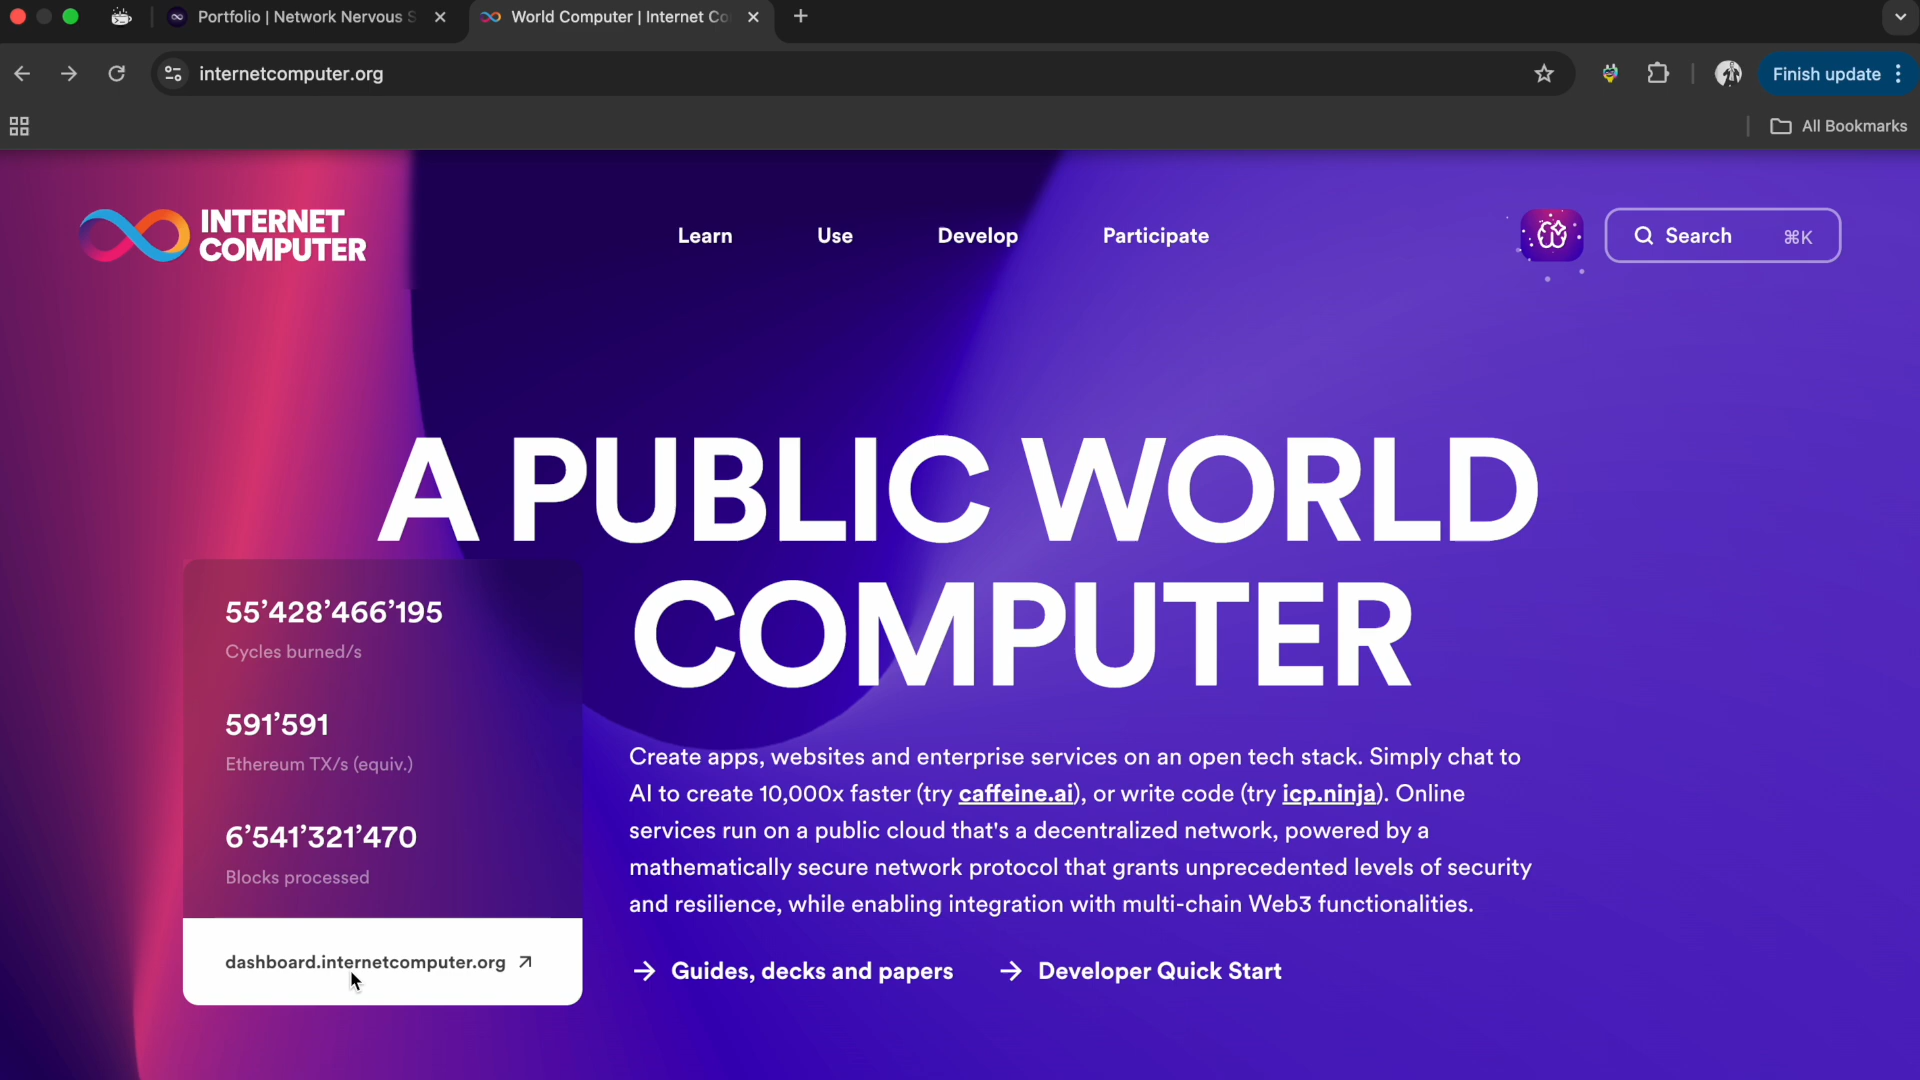 Portfolio | Network Nervous S
World Computer | Internet Co
internetcomputer.org
Finish update
All Bookmarks
INTERNET
COMPUTER
Learn
Use
Develop
Participate
Search
⌘K
A PUBLIC WORLD
COMPUTER
55’428’466’195
Cycles burned/s
591’591
Ethereum TX/s (equiv.)
6’541’321’470
Blocks processed
dashboard.internetcomputer.org
Create apps, websites and enterprise services on an open tech stack. Simply chat to
AI to create 10,000x faster (try caffeine.ai), or write code (try icp.ninja). Online
services run on a public cloud that's a decentralized network, powered by a
mathematically secure network protocol that grants unprecedented levels of security
and resilience, while enabling integration with multi-chain Web3 functionalities.
Guides, decks and papers
Developer Quick Start